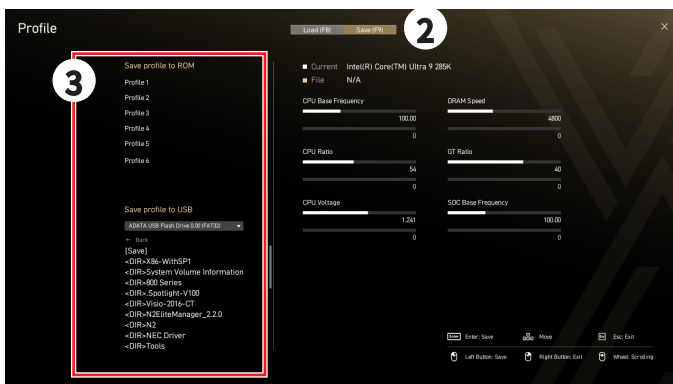 Profile
Load (F8)
Save (F9)
2
3
Save profile to ROM
Profile 1
Profile 2
Profile 3
Profile 4
Profile 5
Profile 6
Save profile to USB
ADATA USB Flash Drive 0.00 (FAT32)
← Back
[Save]
<DIR>X86-WithSP1
<DIR>System Volume Information
<DIR>800 Series
<DIR>.Spotlight-V100
<DIR>Visio-2016-CT
<DIR>N2EliteManager_2.2.0
<DIR>N2
<DIR>NEC Driver
<DIR>Tools
Current Intel(R) Core(TM) Ultra 9 285K
File N/A
CPU Base Frequency
100.00
0
DRAM Speed
4800
0
CPU Ratio
54
0
GT Ratio
40
0
CPU Voltage
1.241
0
SOC Base Frequency
100.00
0
Enter Enter: Save
Move
Esc Esc: Exit
Left Button: Save
Right Button: Exit
Wheel: Scrolling